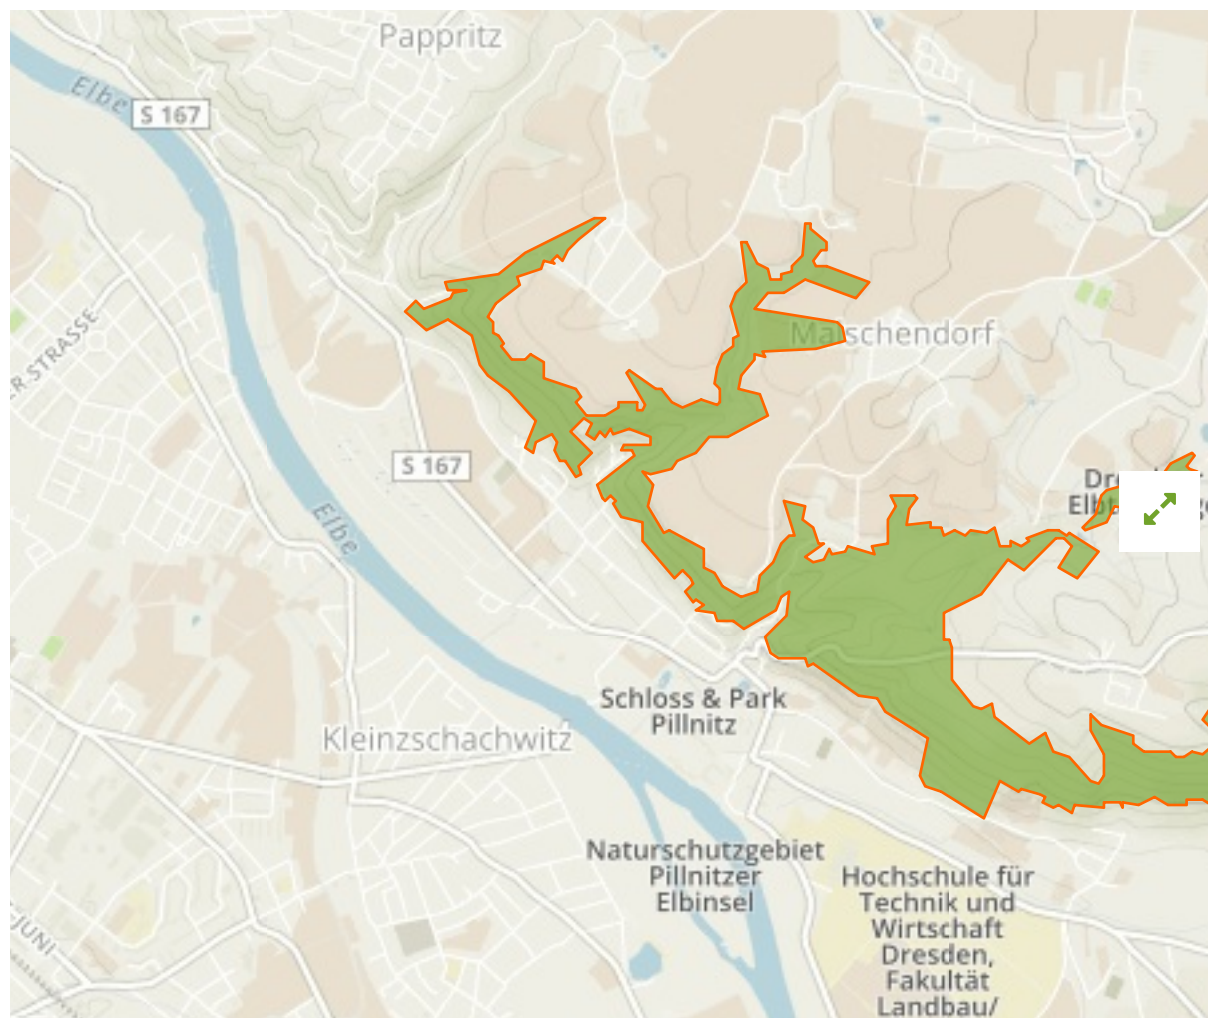 Pappritz
Elbe
S 167
Malschendorf
S 167
Elbe
Schloss & Park
Pillnitz
Kleinzschachwitz
Naturschutzgebiet
Pillnitzer
Elbinsel
Hochschule für
Technik und
Wirtschaft
Dresden,
Fakultät
Landbau/